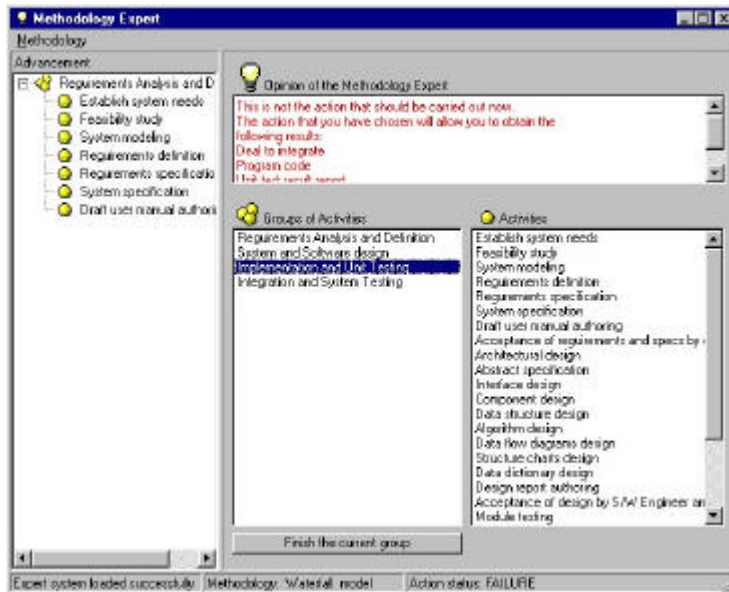 Methodology Expert
Methodology
Advancement
Requirements Analysis and D
Establish system needs
Feasibility study
System modeling
Requirements definition
Requirements specificatio
System specification
Draft user manual authori
Opinion of the Methodology Expert
This is not the action that should be carried out now.
The action that you have chosen will allow you to obtain the
following results:
Deal to integrate
Program code
Unit test result report
Groups of Activities
Requirements Analysis and Definition
System and Software design
Implementation and Unit Testing
Integration and System Testing
Finish the current group
Activities
Establish system needs
Feasibility study
System modeling
Requirements definition
Requirements specification
System specification
Draft user manual authoring
Acceptance of requirements and specs by
Architectural design
Abstract specification
Interface design
Component design
Data structure design
Algorithm design
Data flow diagrams design
Structure charts design
Data dictionary design
Design report authoring
Acceptance of design by S/W Engineer an
Module testing
Expert system loaded successfully
Methodology: Waterfall model
Action status: FAILURE